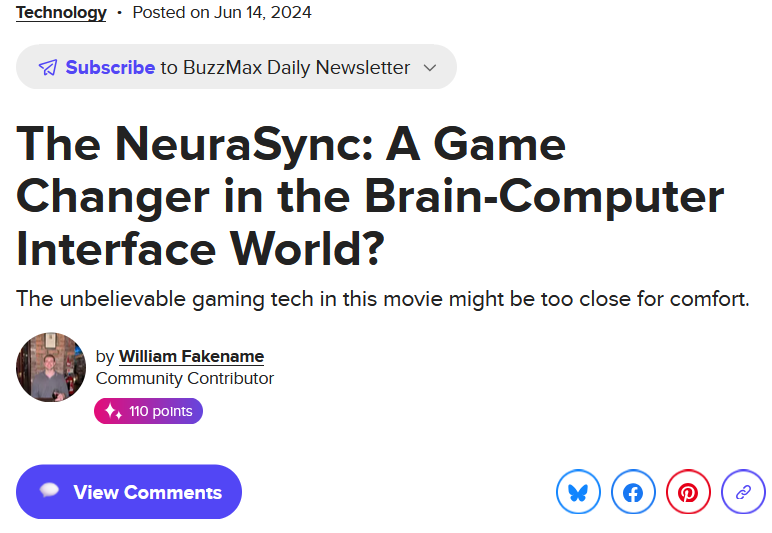 Technology • Posted on Jun 14, 2024
Subscribe to BuzzMax Daily Newsletter
The NeuraSync: A Game
Changer in the Brain-Computer
Interface World?
The unbelievable gaming tech in this movie might be too close for comfort.
by William Fakename
Community Contributor
110 points
View Comments